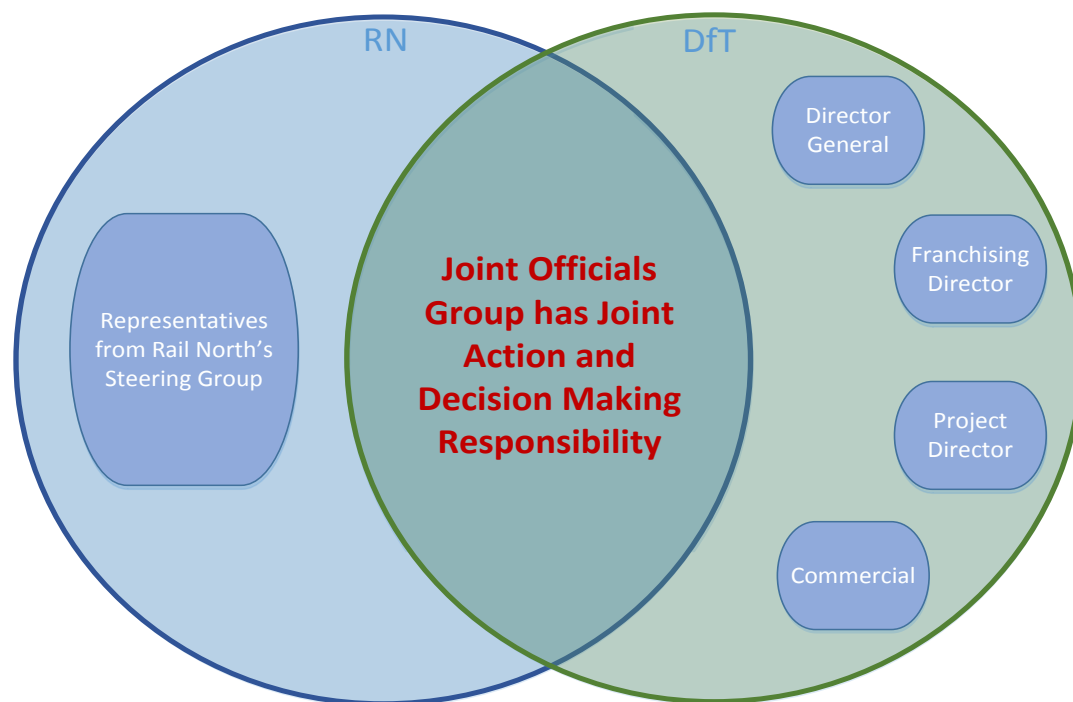 RN
DfT
Director
General
Franchising
Director
Representatives
from Rail North’s
Steering Group
Joint Officials
Group has Joint
Action and
Decision Making
Responsibility
Project
Director
Commercial